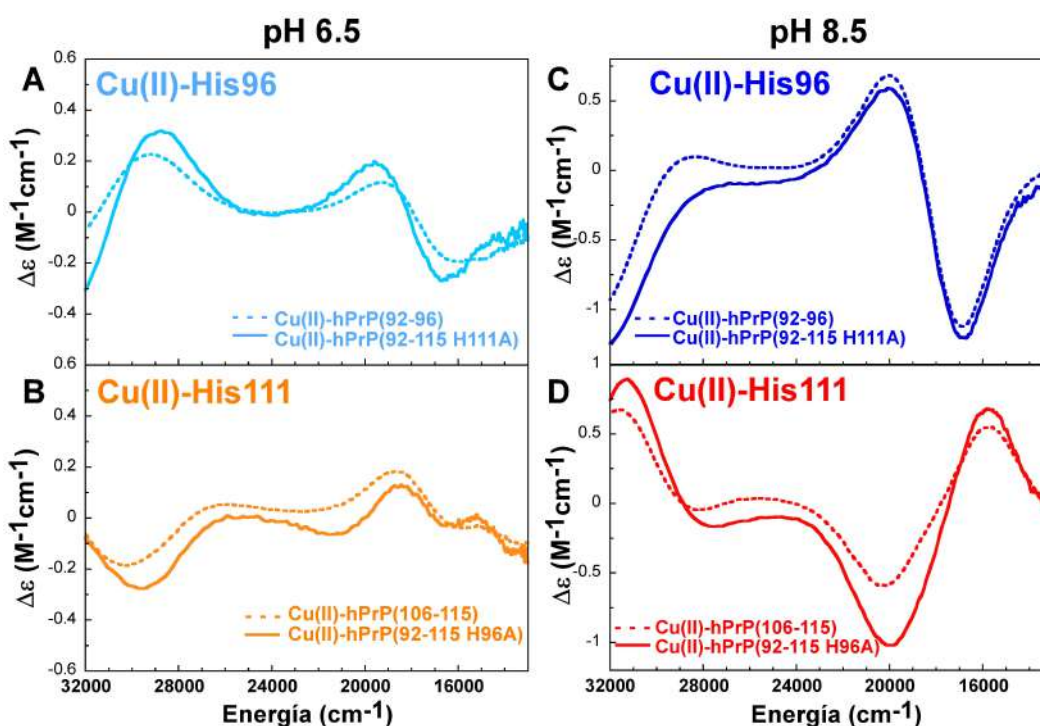 pH 6.5
pH 8.5
A
Cu(II)-His96
0.6
0.4
0.2
0
-0.2
-0.4
0.6
Δε (M-1cm-1)
Cu(II)-hPrP(92-96)
Cu(II)-hPrP(92-115 H111A)
C
Cu(II)-His96
0.5
0
-0.5
-1
1
Δε (M-1cm-1)
Cu(II)-hPrP(92-96)
Cu(II)-hPrP(92-115 H111A)
B
Cu(II)-His111
0.4
0.2
0
-0.2
-0.4
-0.6
Δε (M-1cm-1)
Cu(II)-hPrP(106-115)
Cu(II)-hPrP(92-115 H96A)
32000 28000 24000 20000 16000
Energía (cm-1)
D
Cu(II)-His111
0.5
0
-0.5
-1
Δε (M-1cm-1)
Cu(II)-hPrP(106-115)
Cu(II)-hPrP(92-115 H96A)
32000 28000 24000 20000 16000
Energía (cm-1)